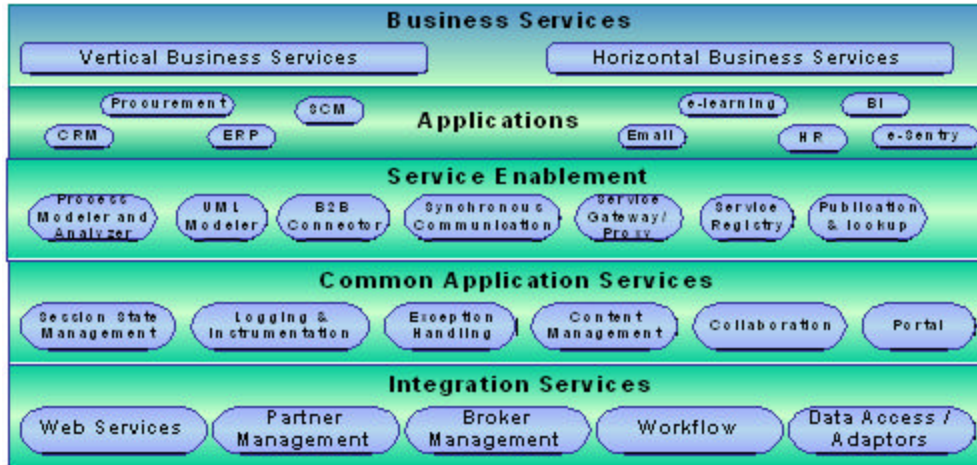 Business Services
Vertical Business Services
Horizontal Business Services
Procurement
SCM
e-learning
BI
Applications
CRM
ERP
Email
HR
e-Sentry
Service Enablement
Process
Modeler and
Analyzer
UML
Modeler
B2B
Connector
Synchronous
Communication
Service
Gateway/
Proxy
Service
Registry
Publication
& lookup
Common Application Services
Session State
Management
Logging &
Instrumentation
Exception
Handling
Content
Management
Collaboration
Portal
Integration Services
Web Services
Partner
Management
Broker
Management
Workflow
Data Access /
Adaptors